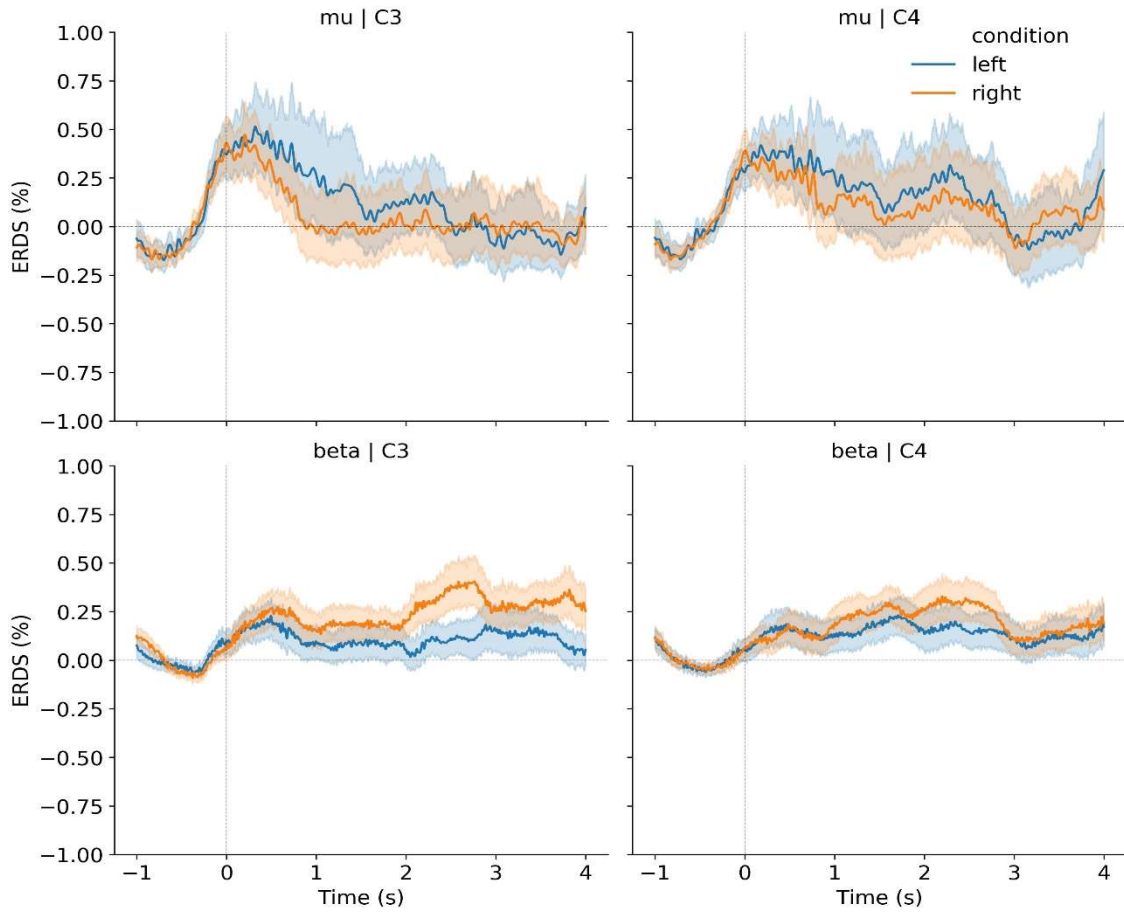 mu | C3
mu | C4
1.00
0.75
0.50
0.25
0.00
−0.25
−0.50
−0.75
−1.00
ERDS (%)
condition
left
right
beta | C3
beta | C4
1.00
0.75
0.50
0.25
0.00
−0.25
−0.50
−0.75
−1.00
ERDS (%)
−1 0 1 2 3 4
−1 0 1 2 3 4
Time (s)
Time (s)